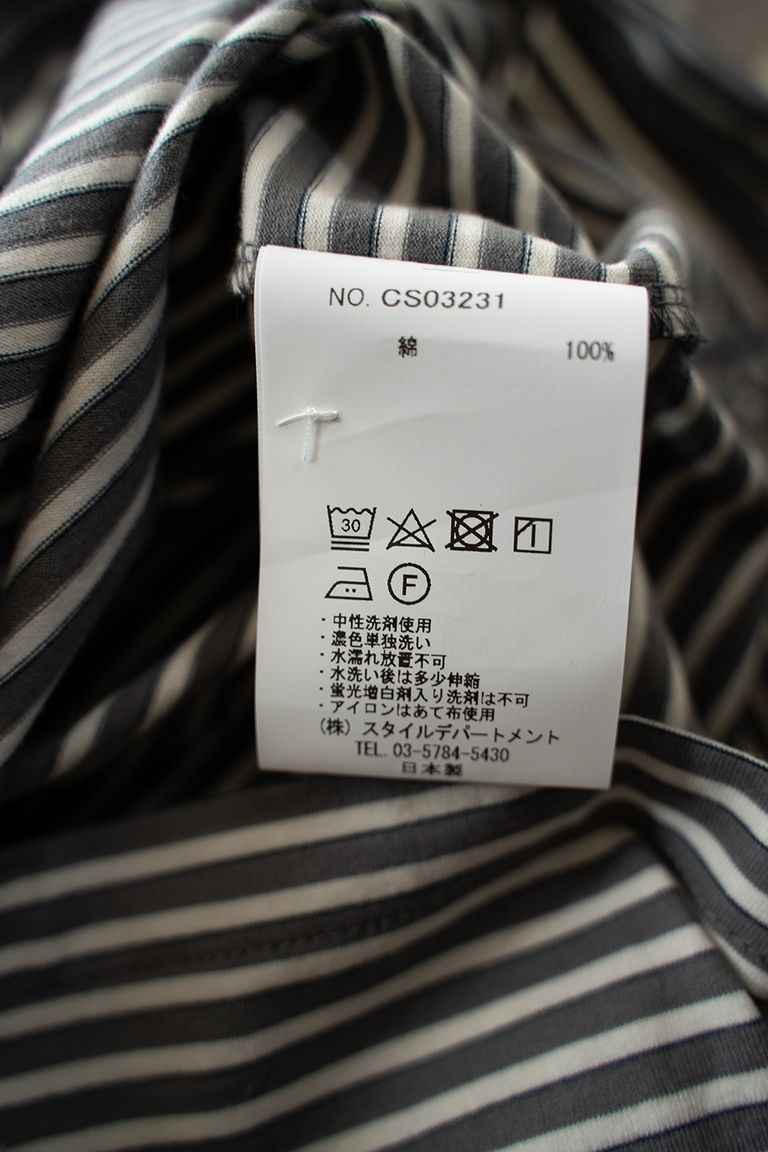 NO. CS03231
綿 100%
30
F
・中性洗剤使用
・濃色単独洗い
・水濡れ放置不可
・水洗い後は多少伸縮
・蛍光増白剤入り洗剤は不可
・アイロンはあて布使用
(株) スタイルデパートメント
TEL. 03-5784-5430
日本製